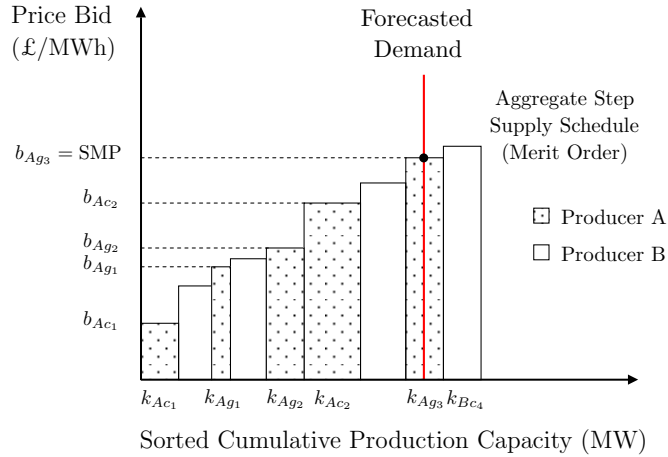 Price Bid
(£/MWh)
Forecasted
Demand
Aggregate Step
Supply Schedule
(Merit Order)
b_{Ag_3} = SMP
b_{Ac_2}
b_{Ag_2}
b_{Ag_1}
b_{Ac_1}
Producer A
Producer B
k_{Ac_1} k_{Ag_1} k_{Ag_2} k_{Ac_2} k_{Ag_3} k_{Bc_4}
Sorted Cumulative Production Capacity (MW)